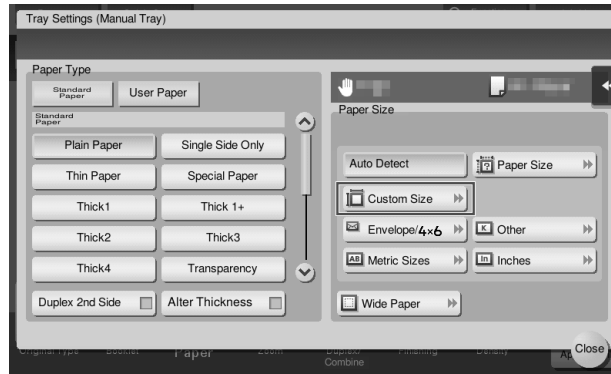 Tray Settings (Manual Tray)
Paper Type
Standard
Paper
User Paper
Standard
Paper
Plain Paper
Single Side Only
Thin Paper
Special Paper
Thick1
Thick 1+
Thick2
Thick3
Thick4
Transparency
Duplex 2nd Side
Alter Thickness
Paper Size
Auto Detect
? Paper Size
Custom Size
Envelope/4×6
K Other
AB Metric Sizes
In Inches
Wide Paper
Close
Original Type
Booklet
Paper
Zoom
Duplex/
Combine
Finishing
Density